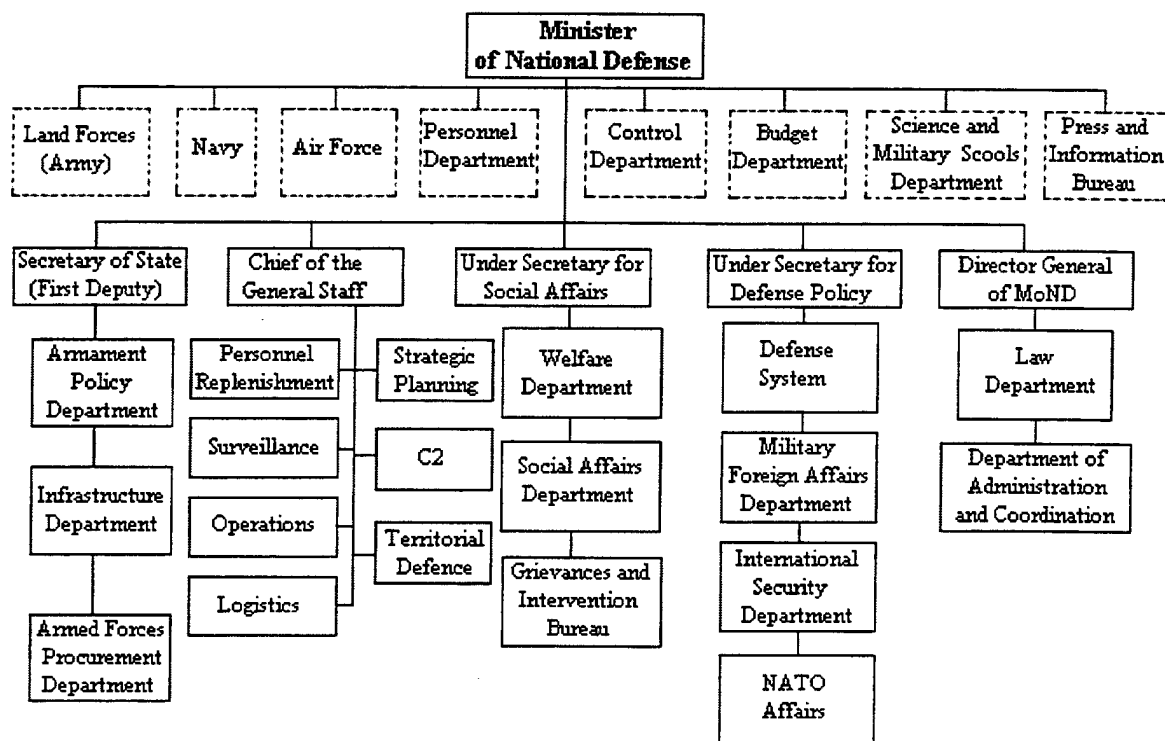 Minister
of National Defense
Land Forces
(Army)
Navy
Air Force
Personnel
Department
Control
Department
Budget
Department
Science and
Military Scools
Department
Press and
Information
Bureau
Secretary of State
(First Deputy)
Chief of the
General Staff
Under Secretary for
Social Affairs
Under Secretary for
Defense Policy
Director General
of MoND
Armament
Policy
Department
Infrastructure
Department
Armed Forces
Procurement
Department
Personnel
Replenishment
Strategic
Planning
Surveillance
C2
Operations
Territorial
Defence
Logistics
Welfare
Department
Social Affairs
Department
Grievances and
Intervention
Bureau
Defense
System
Military
Foreign Affairs
Department
International
Security
Department
NATO
Affairs
Law
Department
Department of
Administration
and Coordination